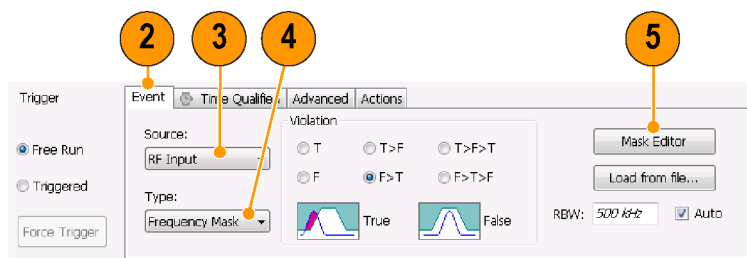 2 3 4 5
Trigger
Event Time Qualified Advanced Actions
Free Run
Triggered
Force Trigger
Source:
RF Input
Type:
Frequency Mask
Violation
T T>F T>F>T
F F>T F>T>F
True False
Mask Editor
Load from file...
RBW: 500 kHz Auto